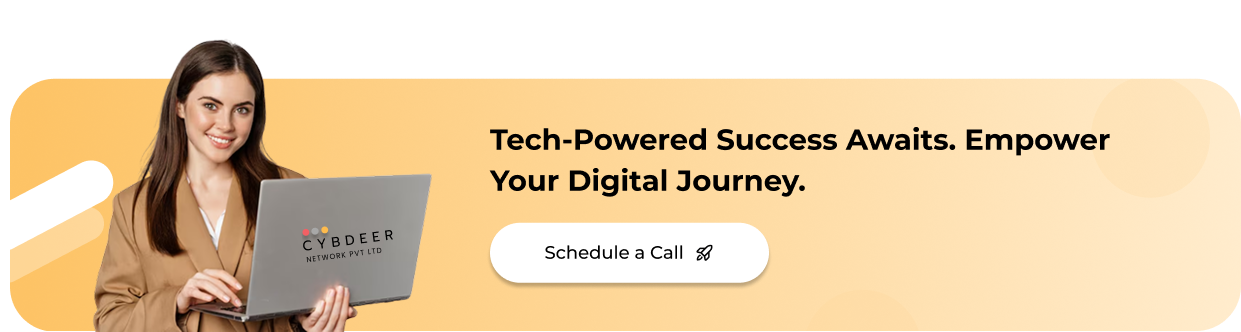 Tech-Powered Success Awaits. Empower
Your Digital Journey.
Schedule a Call
CYBDEER
NETWORK PVT LTD